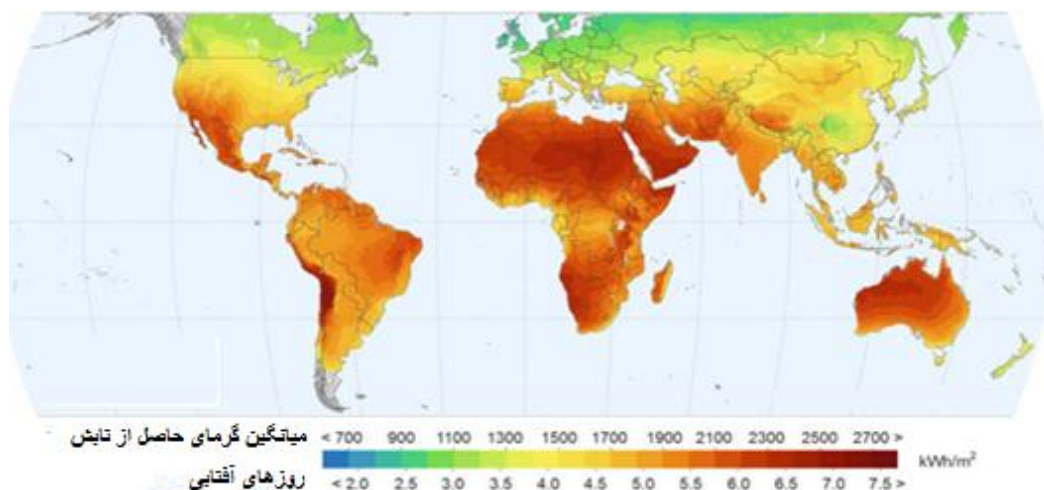 میانگین گرمای حاصل از تابش < 700 900 1100 1300 1500 1700 1900 2100 2300 2500 2700 >
kWh/m²
روزهای آفتابی < 2.0 2.5 3.0 3.5 4.0 4.5 5.0 5.5 6.0 6.5 7.0 7.5 >